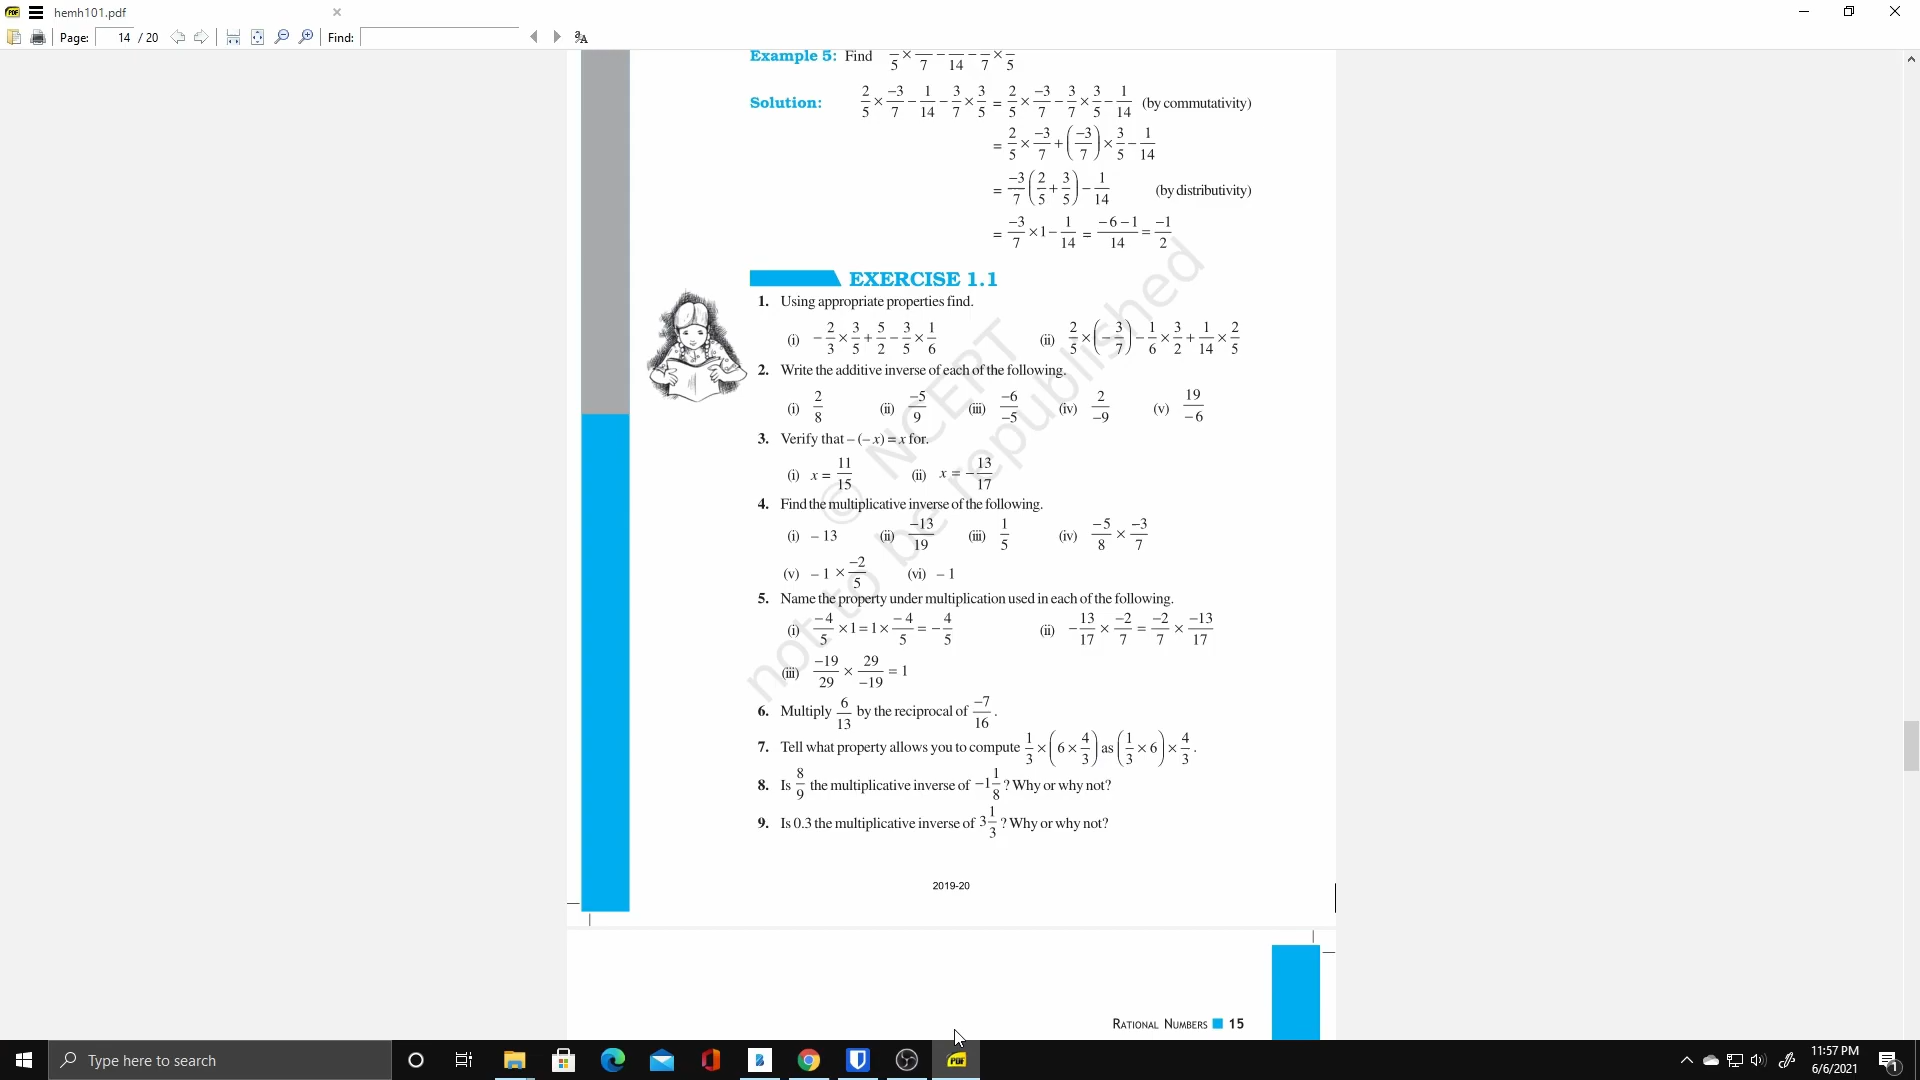 hemh101.pdf
Page: 14 / 20 Find:
Example 5: Find /5 × /7 − /14 − /7 × /5
Solution: 2/5 × −3/7 − 1/14 − 3/7 × 3/5 = 2/5 × −3/7 − 3/7 × 3/5 − 1/14 (by commutativity)
= 2/5 × −3/7 + (−3/7) × 3/5 − 1/14
= −3/7 (2/5 + 3/5) − 1/14 (by distributivity)
= −3/7 × 1 − 1/14 = −6 − 1/14 = −1/2
EXERCISE 1.1
1. Using appropriate properties find.
(i) − 2/3 × 3/5 + 5/2 − 3/5 × 1/6 (ii) 2/5 × (− 3/7) − 1/6 × 3/2 + 1/14 × 2/5
2. Write the additive inverse of each of the following.
(i) 2/8 (ii) −5/9 (iii) −6/−5 (iv) 2/−9 (v) 19/−6
3. Verify that – (– x) = x for.
(i) x = 11/15 (ii) x = − 13/17
4. Find the multiplicative inverse of the following.
(i) – 13 (ii) −13/19 (iii) 1/5 (iv) −5/8 × −3/7
(v) – 1 × −2/5 (vi) – 1
5. Name the property under multiplication used in each of the following.
(i) −4/5 × 1 = 1 × −4/5 = − 4/5 (ii) − 13/17 × −2/7 = −2/7 × −13/17
(iii) −19/29 × 29/−19 = 1
6. Multiply 6/13 by the reciprocal of −7/16 .
7. Tell what property allows you to compute 1/3 × (6 × 4/3) as (1/3 × 6) × 4/3 .
8. Is 8/9 the multiplicative inverse of −1 1/8 ? Why or why not?
9. Is 0.3 the multiplicative inverse of 3 1/3 ? Why or why not?
© NCERT
not to be republished
2019-20
RATIONAL NUMBERS 15
Type here to search
11:57 PM
6/6/2021